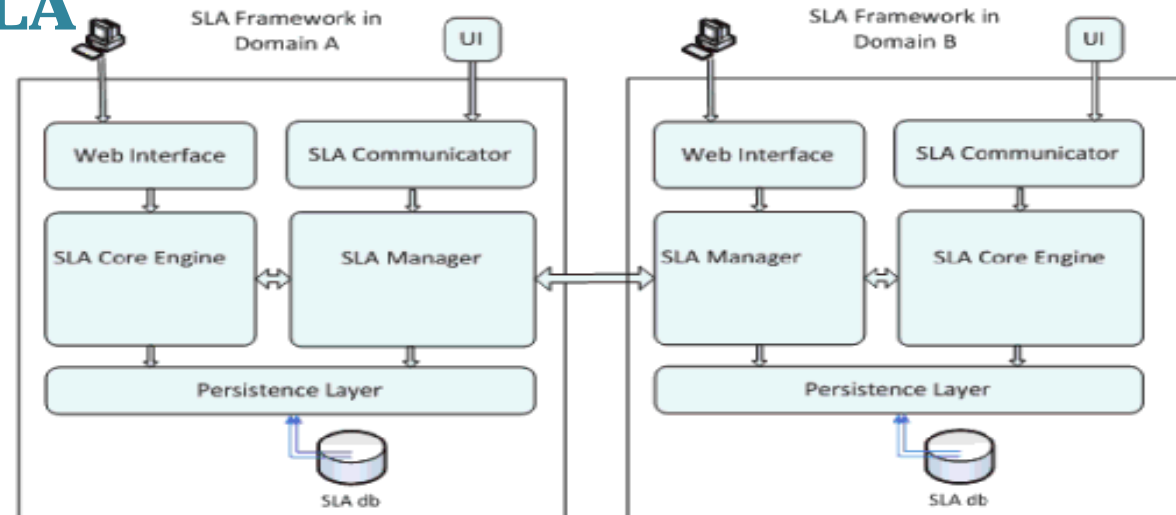 SLA
SLA Framework in
Domain A
UI
Web Interface
SLA Communicator
SLA Core Engine
SLA Manager
Persistence Layer
SLA db
SLA Framework in
Domain B
UI
Web Interface
SLA Communicator
SLA Manager
SLA Core Engine
Persistence Layer
SLA db